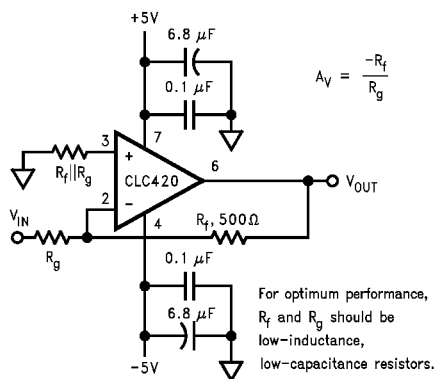 +5V
6.8 μF
0.1 μF
A_V = -R_f / R_g
7
3
+
R_f||R_g
CLC420
6
V_OUT
V_IN
2
−
4
R_f, 500Ω
R_g
0.1 μF
6.8 μF
-5V
For optimum performance,
R_f and R_g should be
low-inductance,
low-capacitance resistors.